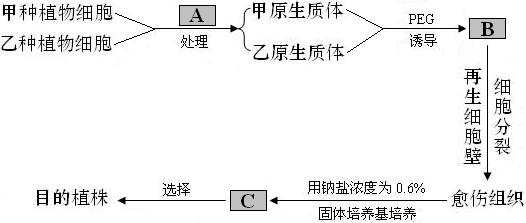 甲种植物细胞
乙种植物细胞
A
处理
甲原生质体
乙原生质体
PEG
诱导
B
再生细胞壁
细胞分裂
愈伤组织
用钠盐浓度为 0.6%
固体培养基培养
C
选择
目的植株